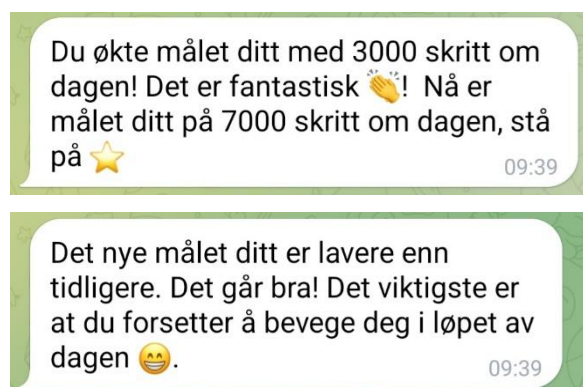 Du økte målet ditt med 3000 skritt om
dagen! Det er fantastisk 👏! Nå er
målet ditt på 7000 skritt om dagen, stå
på ⭐
09:39
Det nye målet ditt er lavere enn
tidligere. Det går bra! Det viktigste er
at du forsetter å bevege deg i løpet av
dagen 😁.
09:39